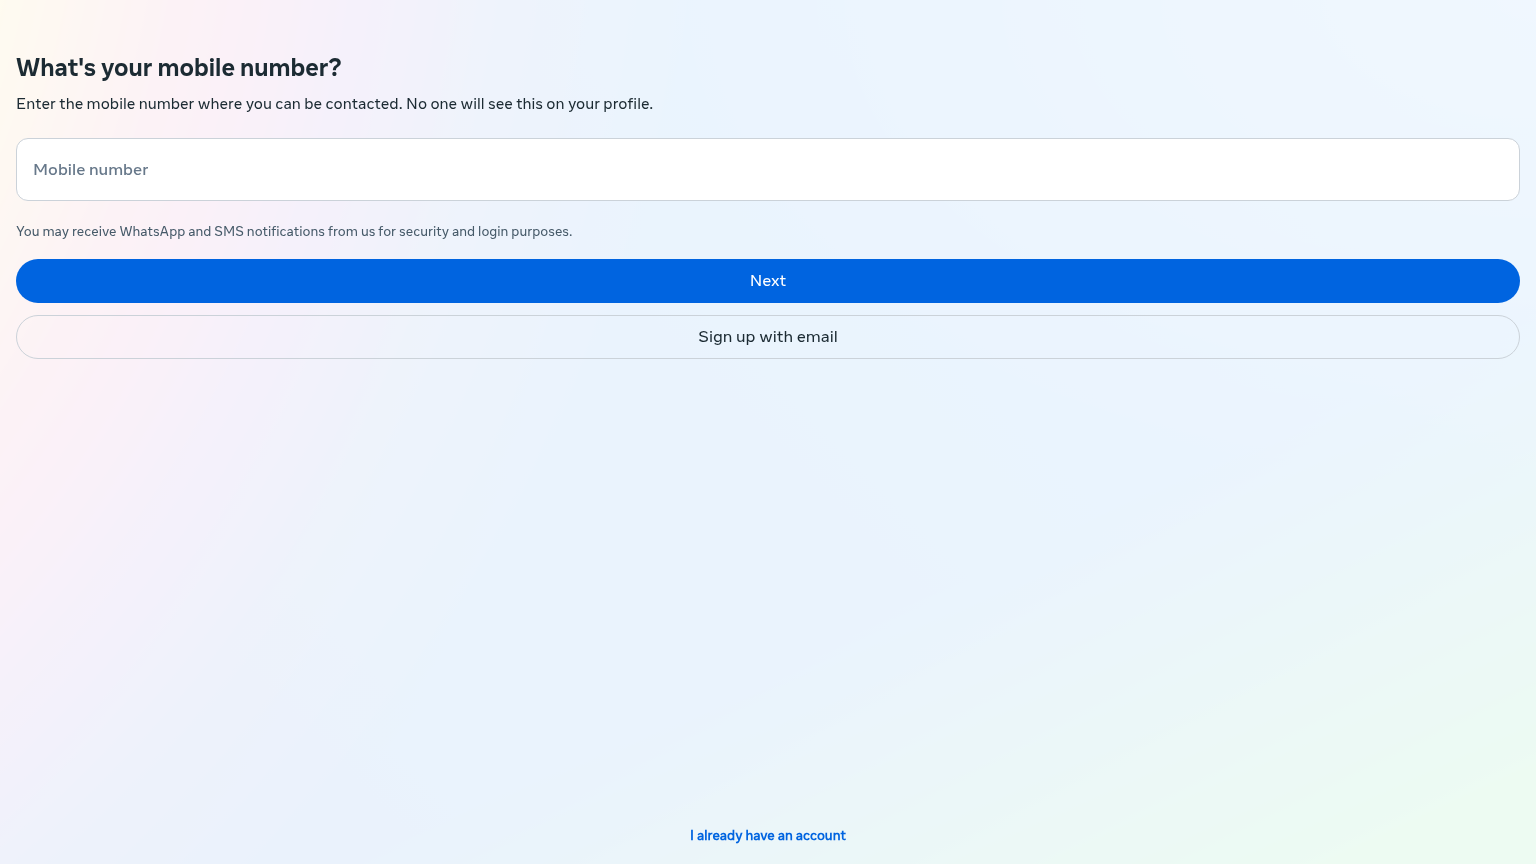 What's your mobile number?
Enter the mobile number where you can be contacted. No one will see this on your profile.
Mobile number
You may receive WhatsApp and SMS notifications from us for security and login purposes.
Next
Sign up with email
I already have an account